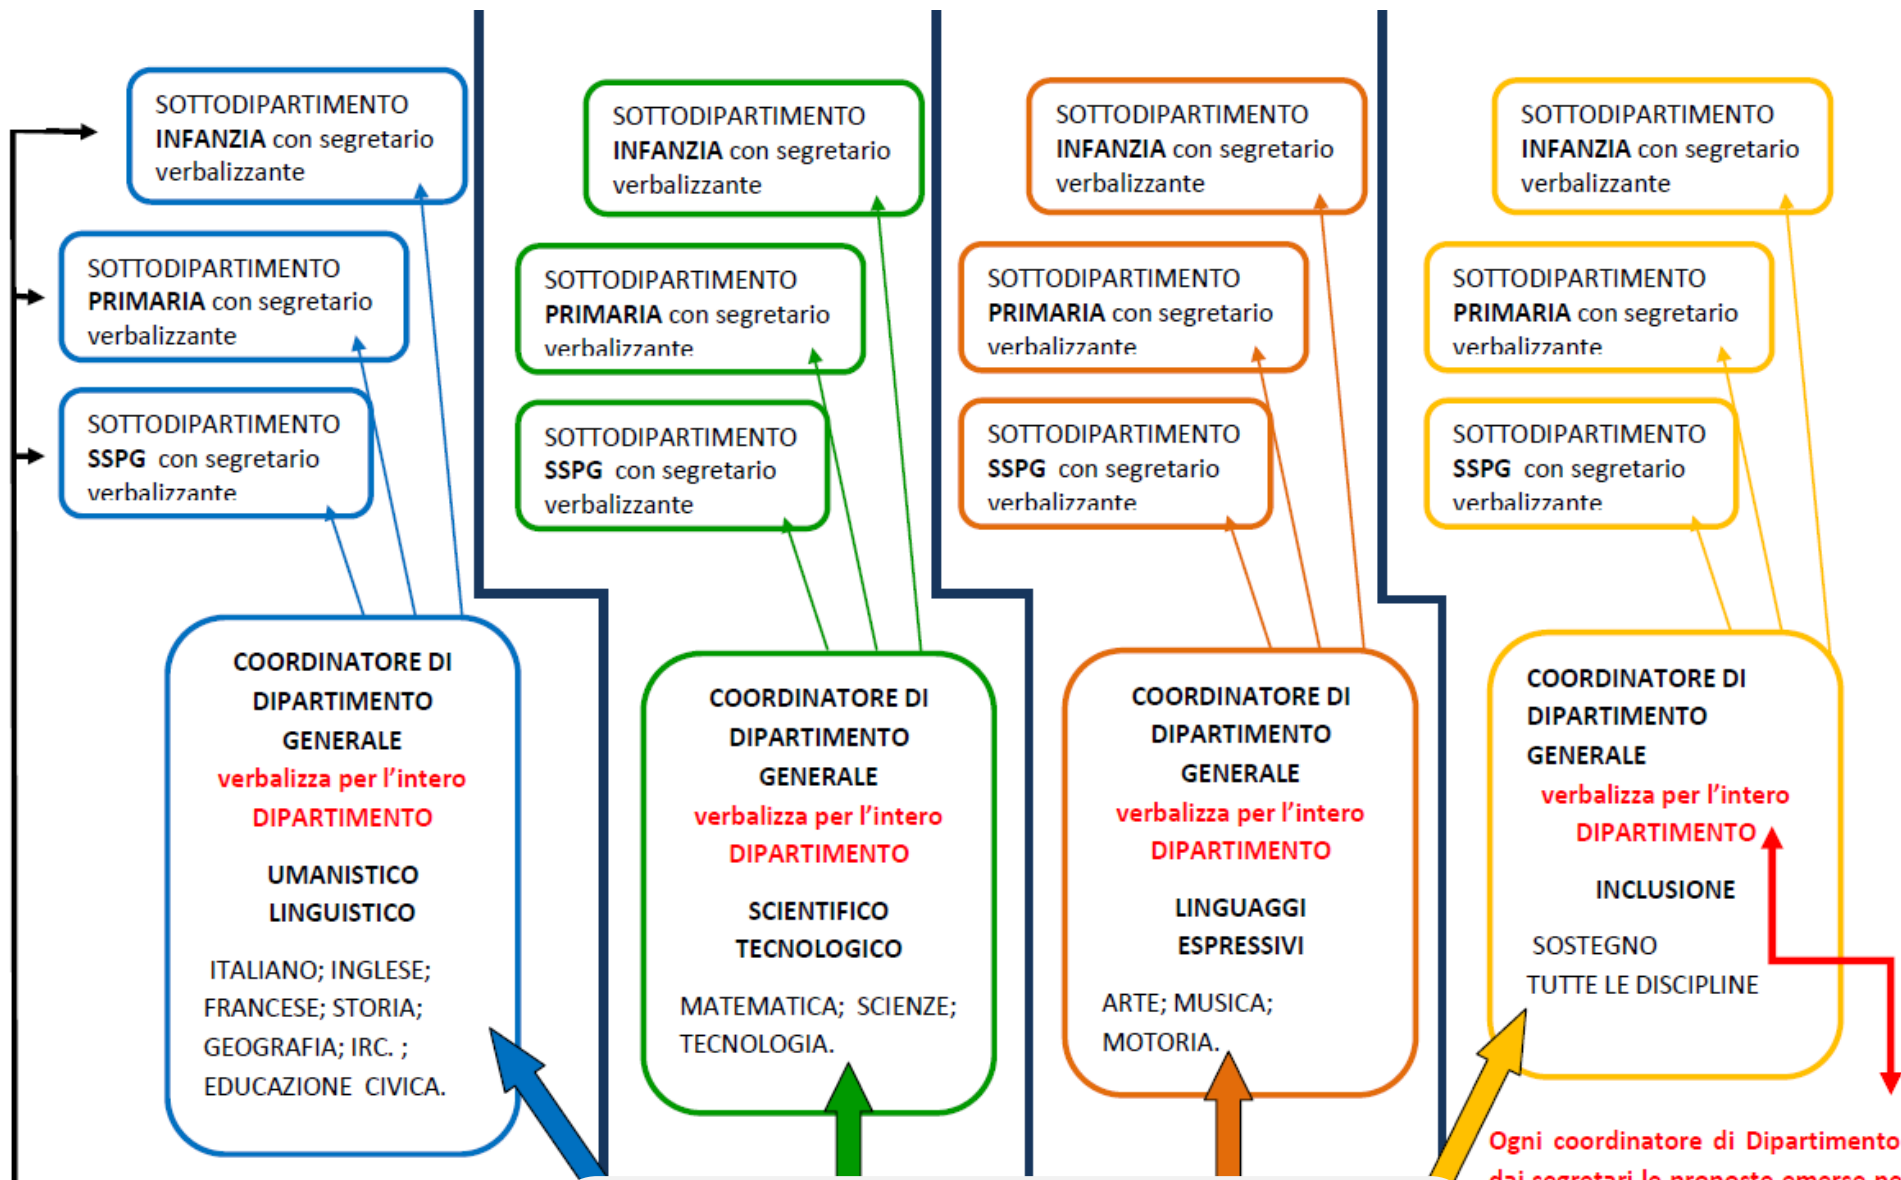 SOTTODIPARTIMENTO
INFANZIA con segretario
verbalizzante
SOTTODIPARTIMENTO
PRIMARIA con segretario
verbalizzante
SOTTODIPARTIMENTO
SSPG con segretario
verbalizzante
COORDINATORE DI
DIPARTIMENTO
GENERALE
verbalizza per l'intero
DIPARTIMENTO
UMANISTICO
LINGUISTICO
ITALIANO; INGLESE;
FRANCESE; STORIA;
GEOGRAFIA; IRC. ;
EDUCAZIONE CIVICA.
SOTTODIPARTIMENTO
INFANZIA con segretario
verbalizzante
SOTTODIPARTIMENTO
PRIMARIA con segretario
verbalizzante
SOTTODIPARTIMENTO
SSPG con segretario
verbalizzante
COORDINATORE DI
DIPARTIMENTO
GENERALE
verbalizza per l'intero
DIPARTIMENTO
SCIENTIFICO
TECNOLOGICO
MATEMATICA; SCIENZE;
TECNOLOGIA.
SOTTODIPARTIMENTO
INFANZIA con segretario
verbalizzante
SOTTODIPARTIMENTO
PRIMARIA con segretario
verbalizzante
SOTTODIPARTIMENTO
SSPG con segretario
verbalizzante
COORDINATORE DI
DIPARTIMENTO
GENERALE
verbalizza per l'intero
DIPARTIMENTO
LINGUAGGI
ESPRESSIVI
ARTE; MUSICA;
MOTORIA.
SOTTODIPARTIMENTO
INFANZIA con segretario
verbalizzante
SOTTODIPARTIMENTO
PRIMARIA con segretario
verbalizzante
SOTTODIPARTIMENTO
SSPG con segretario
verbalizzante
COORDINATORE DI
DIPARTIMENTO
GENERALE
verbalizza per l'intero
DIPARTIMENTO
INCLUSIONE
SOSTEGNO
TUTTE LE DISCIPLINE
Ogni coordinatore di Dipartimento
dai segretari le proposte emerse ne